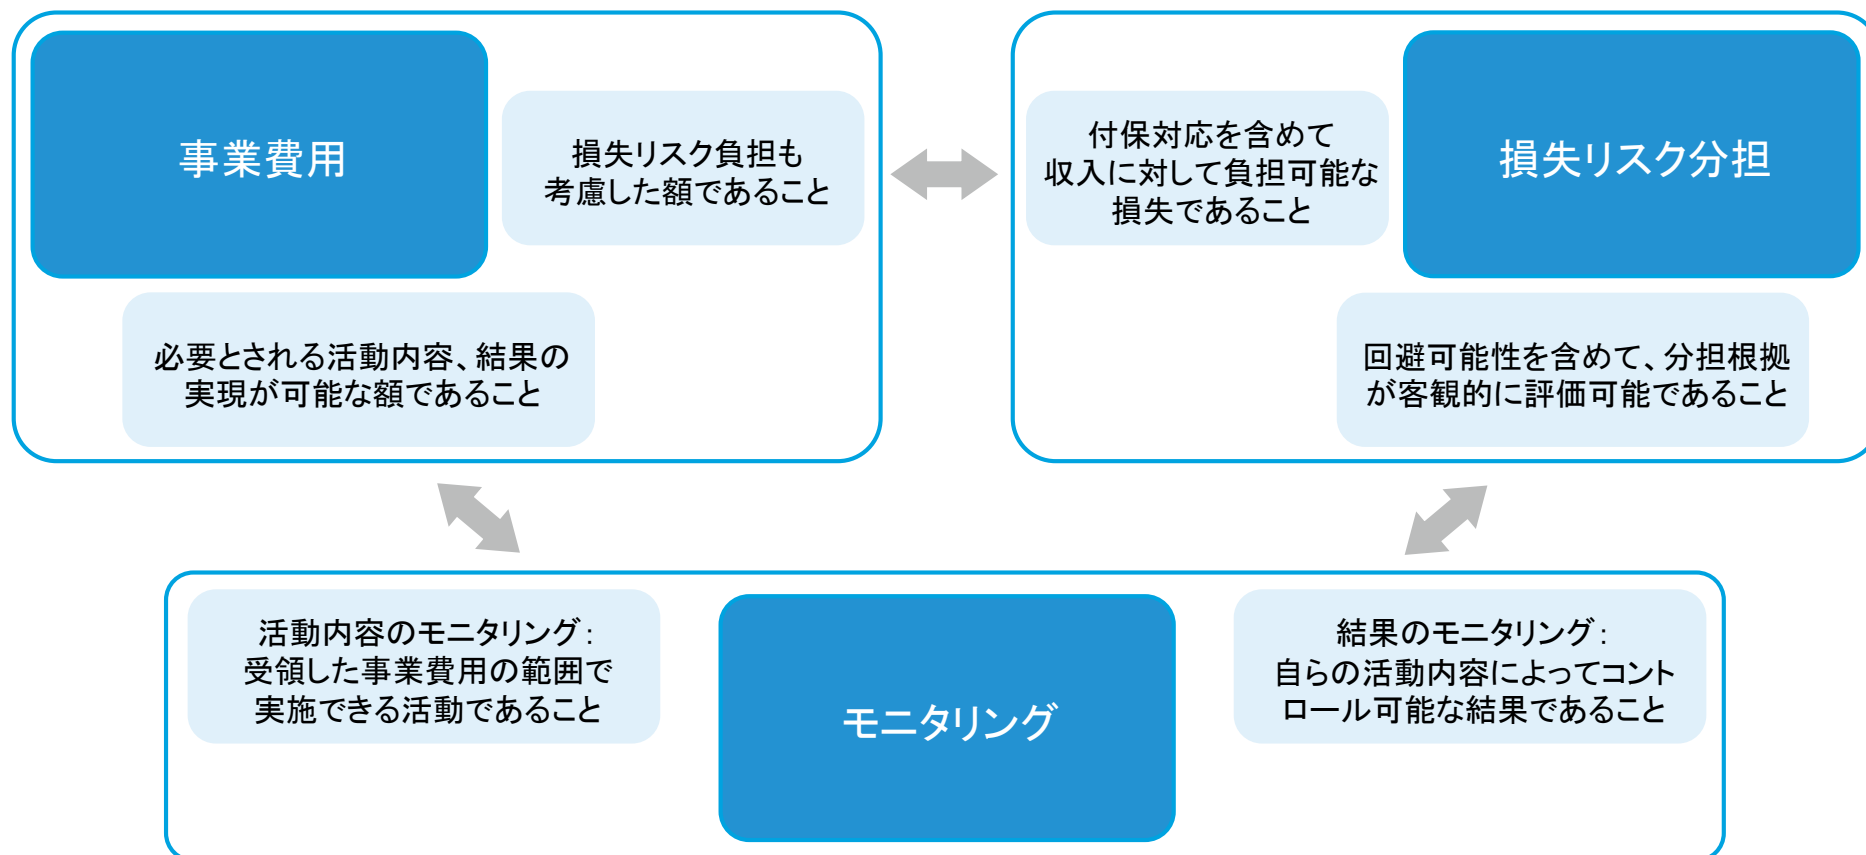 事業費用
損失リスク負担も
考慮した額であること
必要とされる活動内容、結果の
実現が可能な額であること
付保対応を含めて
収入に対して負担可能な
損失であること
損失リスク分担
回避可能性を含めて、分担根拠
が客観的に評価可能であること
活動内容のモニタリング：
受領した事業費用の範囲で
実施できる活動であること
モニタリング
結果のモニタリング：
自らの活動内容によってコント
ロール可能な結果であること